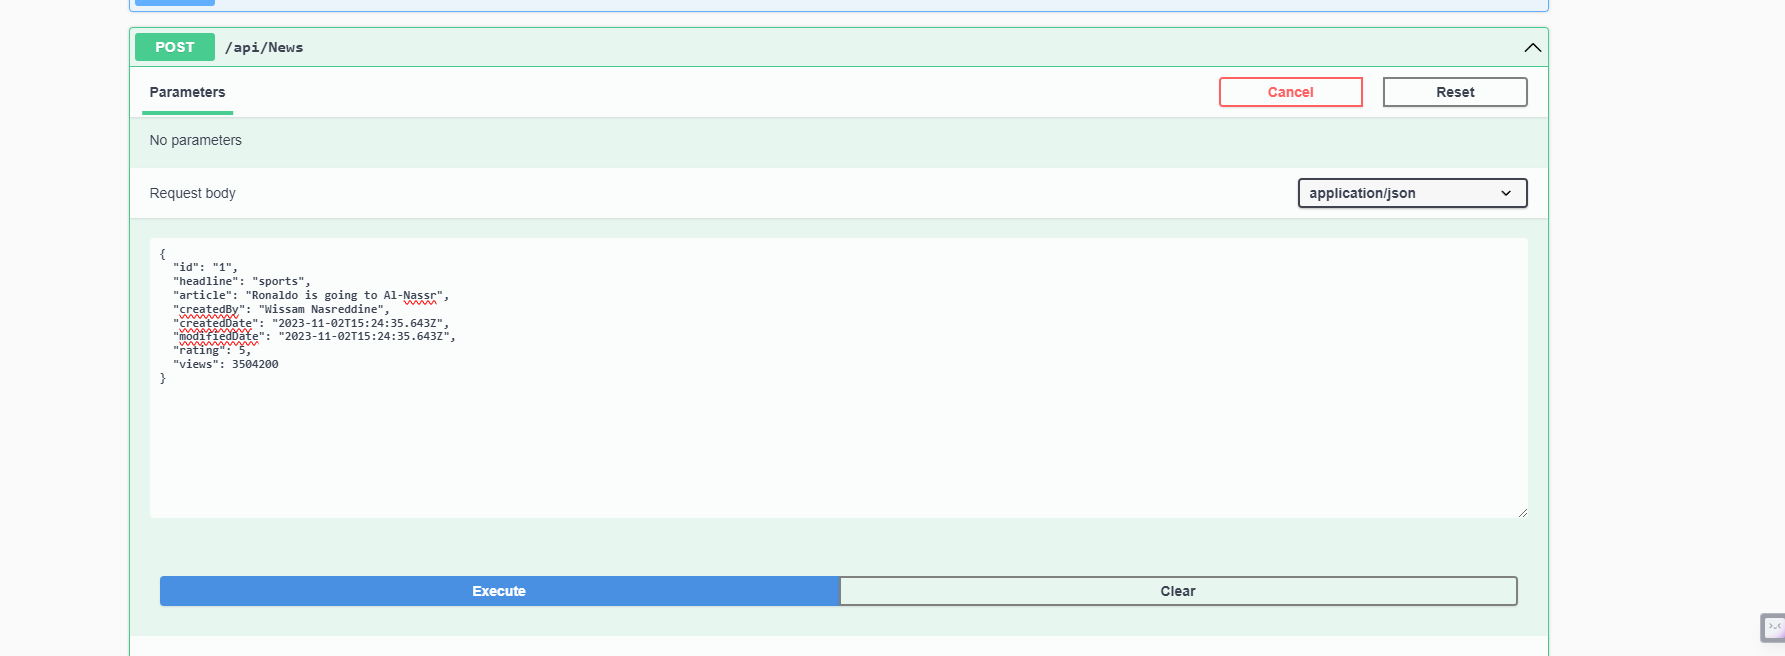 POST /api/News
Parameters
Cancel
Reset
No parameters
Request body
application/json
{
  "id": "1",
  "headline": "sports",
  "article": "Ronaldo is going to Al-Nassr",
  "createdBy": "Wissam Nasreddine",
  "createdDate": "2023-11-02T15:24:35.643Z",
  "modifiedDate": "2023-11-02T15:24:35.643Z",
  "rating": 5,
  "views": 3504200
}
Execute
Clear